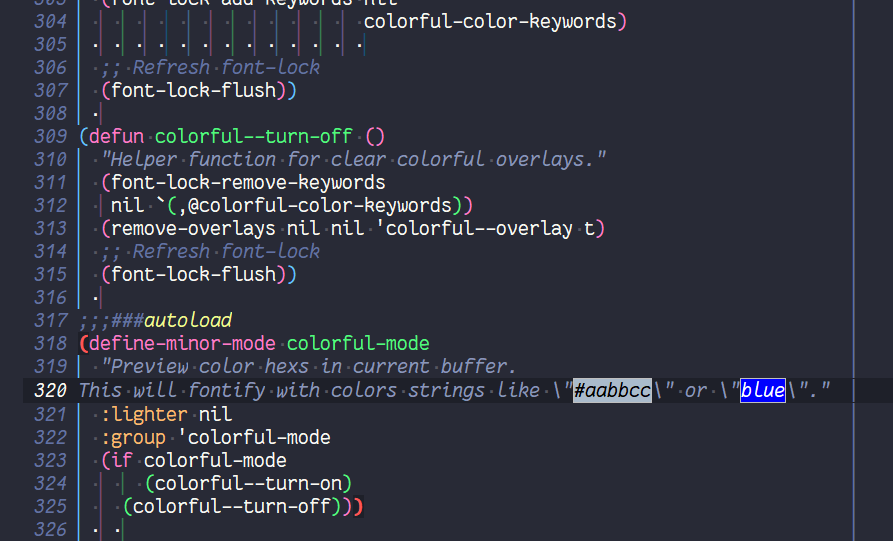 303 (font-lock-add-keywords nil
304 colorful-color-keywords)
305
306 ;; Refresh font-lock
307 (font-lock-flush))
308
309 (defun colorful--turn-off ()
310 "Helper function for clear colorful overlays."
311 (font-lock-remove-keywords
312 nil `(,@colorful-color-keywords))
313 (remove-overlays nil nil 'colorful--overlay t)
314 ;; Refresh font-lock
315 (font-lock-flush))
316
317 ;;;###autoload
318 (define-minor-mode colorful-mode
319 "Preview color hexs in current buffer.
320 This will fontify with colors strings like \"#aabbcc\" or \"blue\"."
321 :lighter nil
322 :group 'colorful-mode
323 (if colorful-mode
324 (colorful--turn-on)
325 (colorful--turn-off)))
326